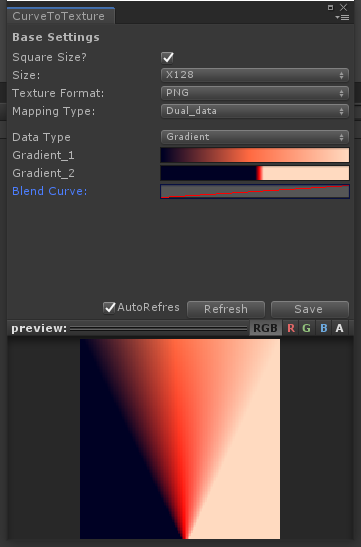 CurveToTexture
Base Settings
Square Size?
Size: X128
Texture Format: PNG
Mapping Type: Dual_data
Data Type Gradient
Gradient_1
Gradient_2
Blend Curve:
AutoRefres Refresh Save
preview: RGB R G B A